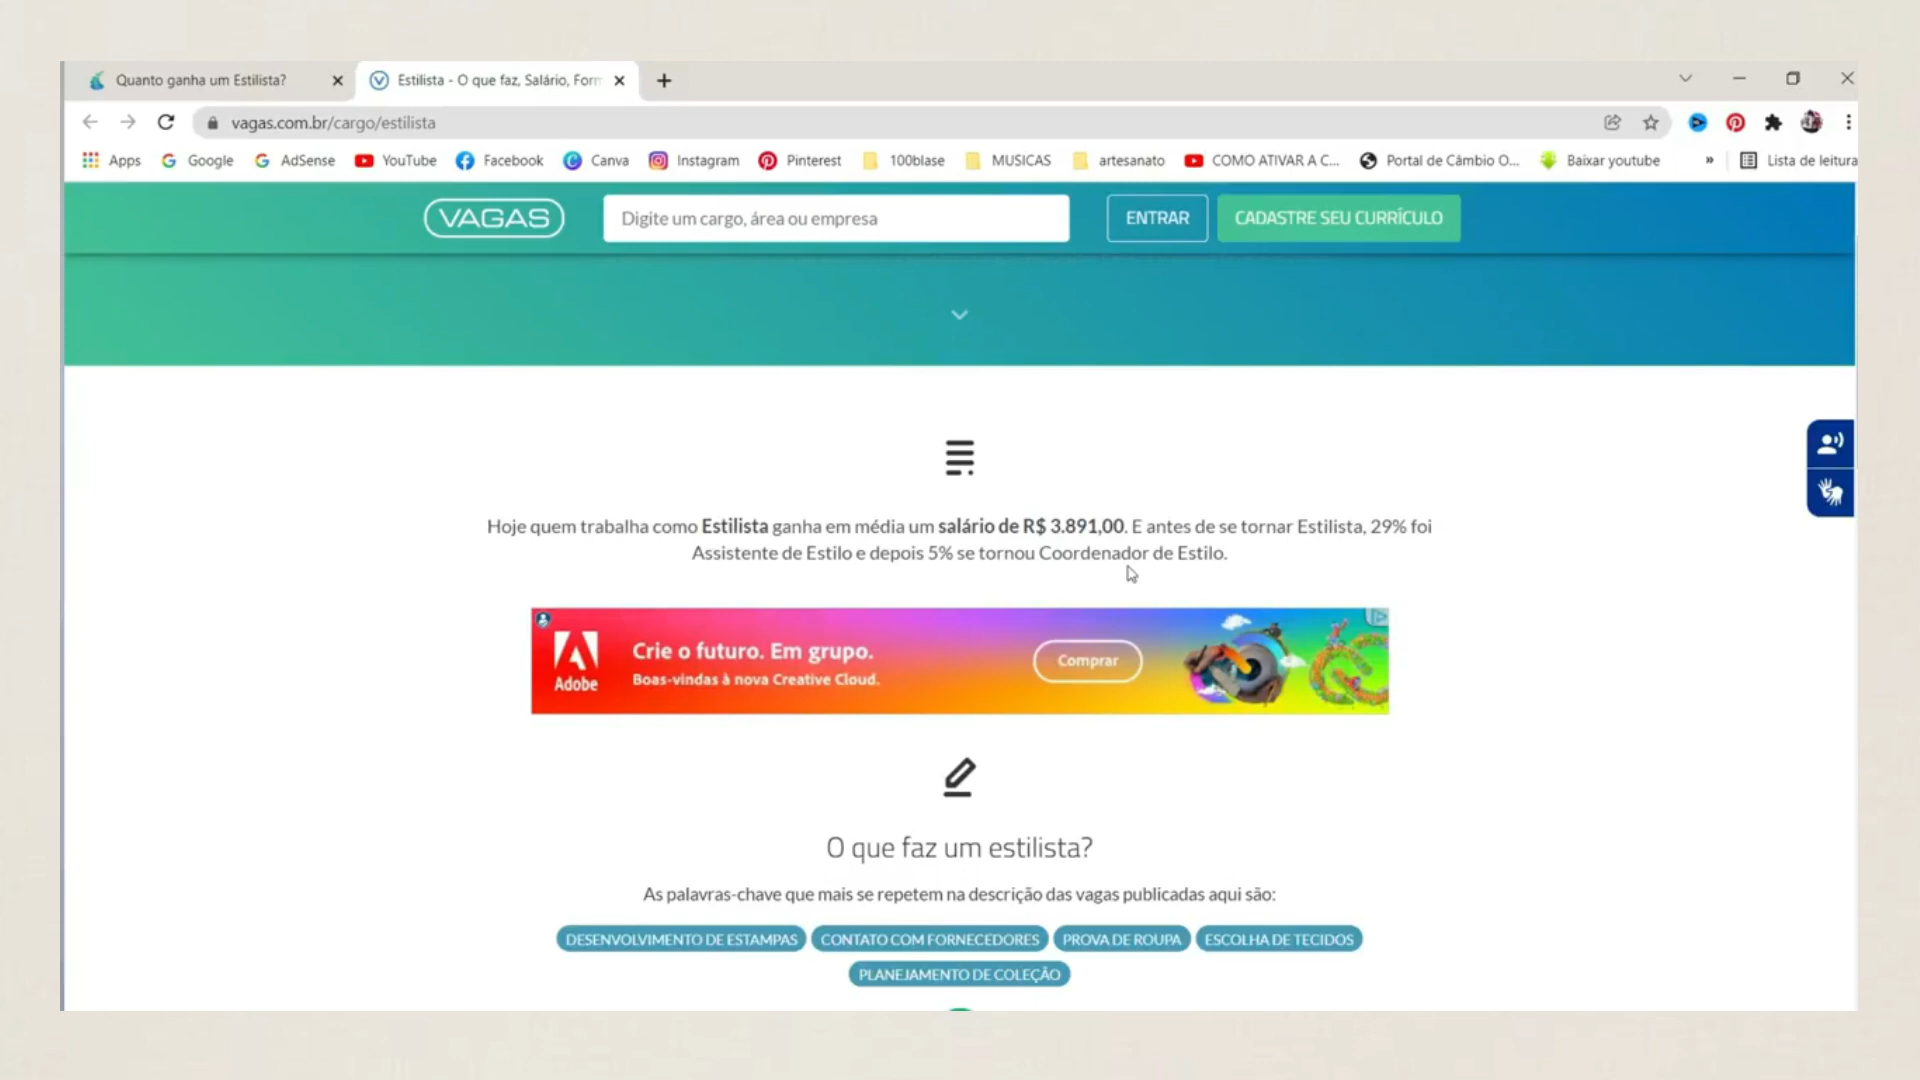 Quanto ganha um Estilista?
Estilista - O que faz, Salário, Form
vagas.com.br/cargo/estilista
Apps Google AdSense YouTube Facebook Canva Instagram Pinterest 100blase MUSICAS artesanato COMO ATIVAR A C... Portal de Câmbio O... Baixar youtube » Lista de leitura
VAGAS
Digite um cargo, área ou empresa
ENTRAR
CADASTRE SEU CURRÍCULO
Hoje quem trabalha como Estilista ganha em média um salário de R$ 3.891,00. E antes de se tornar Estilista, 29% foi
Assistente de Estilo e depois 5% se tornou Coordenador de Estilo.
Adobe
Crie o futuro. Em grupo.
Boas-vindas à nova Creative Cloud.
Comprar
O que faz um estilista?
As palavras-chave que mais se repetem na descrição das vagas publicadas aqui são:
DESENVOLVIMENTO DE ESTAMPAS CONTATO COM FORNECEDORES PROVA DE ROUPA ESCOLHA DE TECIDOS
PLANEJAMENTO DE COLEÇÃO